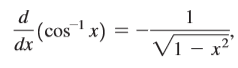 d/dx (cos⁻¹ x) = − 1/√(1 − x²),